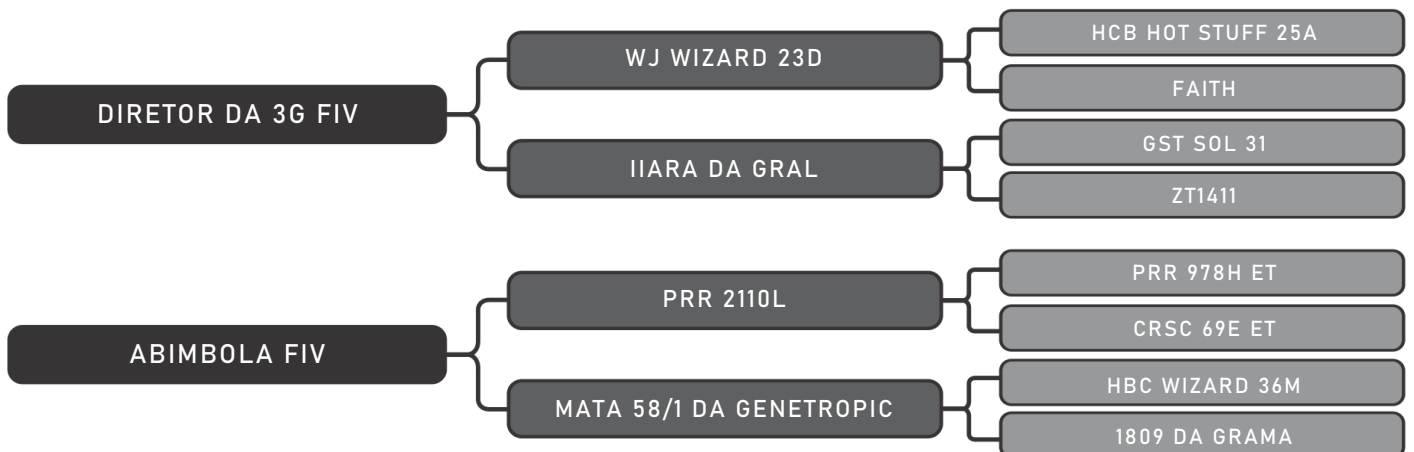 DIRETOR DA 3G FIV
WJ WIZARD 23D
HCB HOT STUFF 25A
FAITH
IIARA DA GRAL
GST SOL 31
ZT1411
ABIMBOLA FIV
PRR 2110L
PRR 978H ET
CRSC 69E ET
MATA 58/1 DA GENETROPIC
HBC WIZARD 36M
1809 DA GRAMA